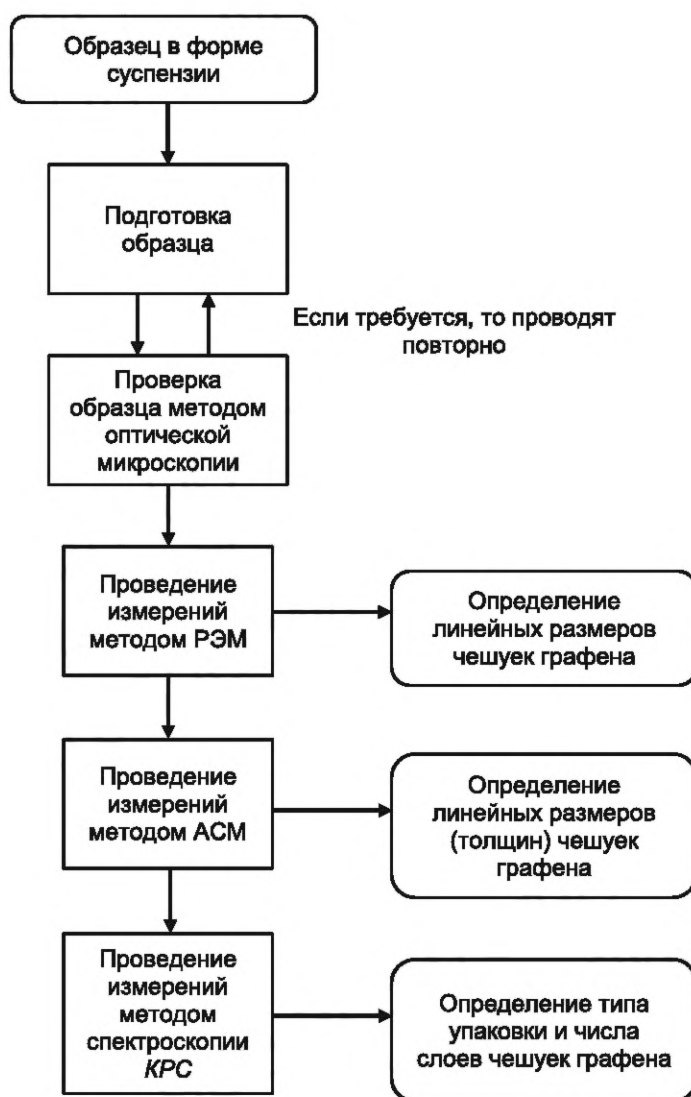 Образец в форме
суспензии
Подготовка
образца
Если требуется, то проводят
повторно
Проверка
образца методом
оптической
микроскопии
Проведение
измерений
методом РЭМ
Определение
линейных размеров
чешуек графена
Проведение
измерений
методом АСМ
Определение
линейных размеров
(толщин) чешуек
графена
Проведение
измерений
методом
спектроскопии
КРС
Определение типа
упаковки и числа
слоев чешуек графена